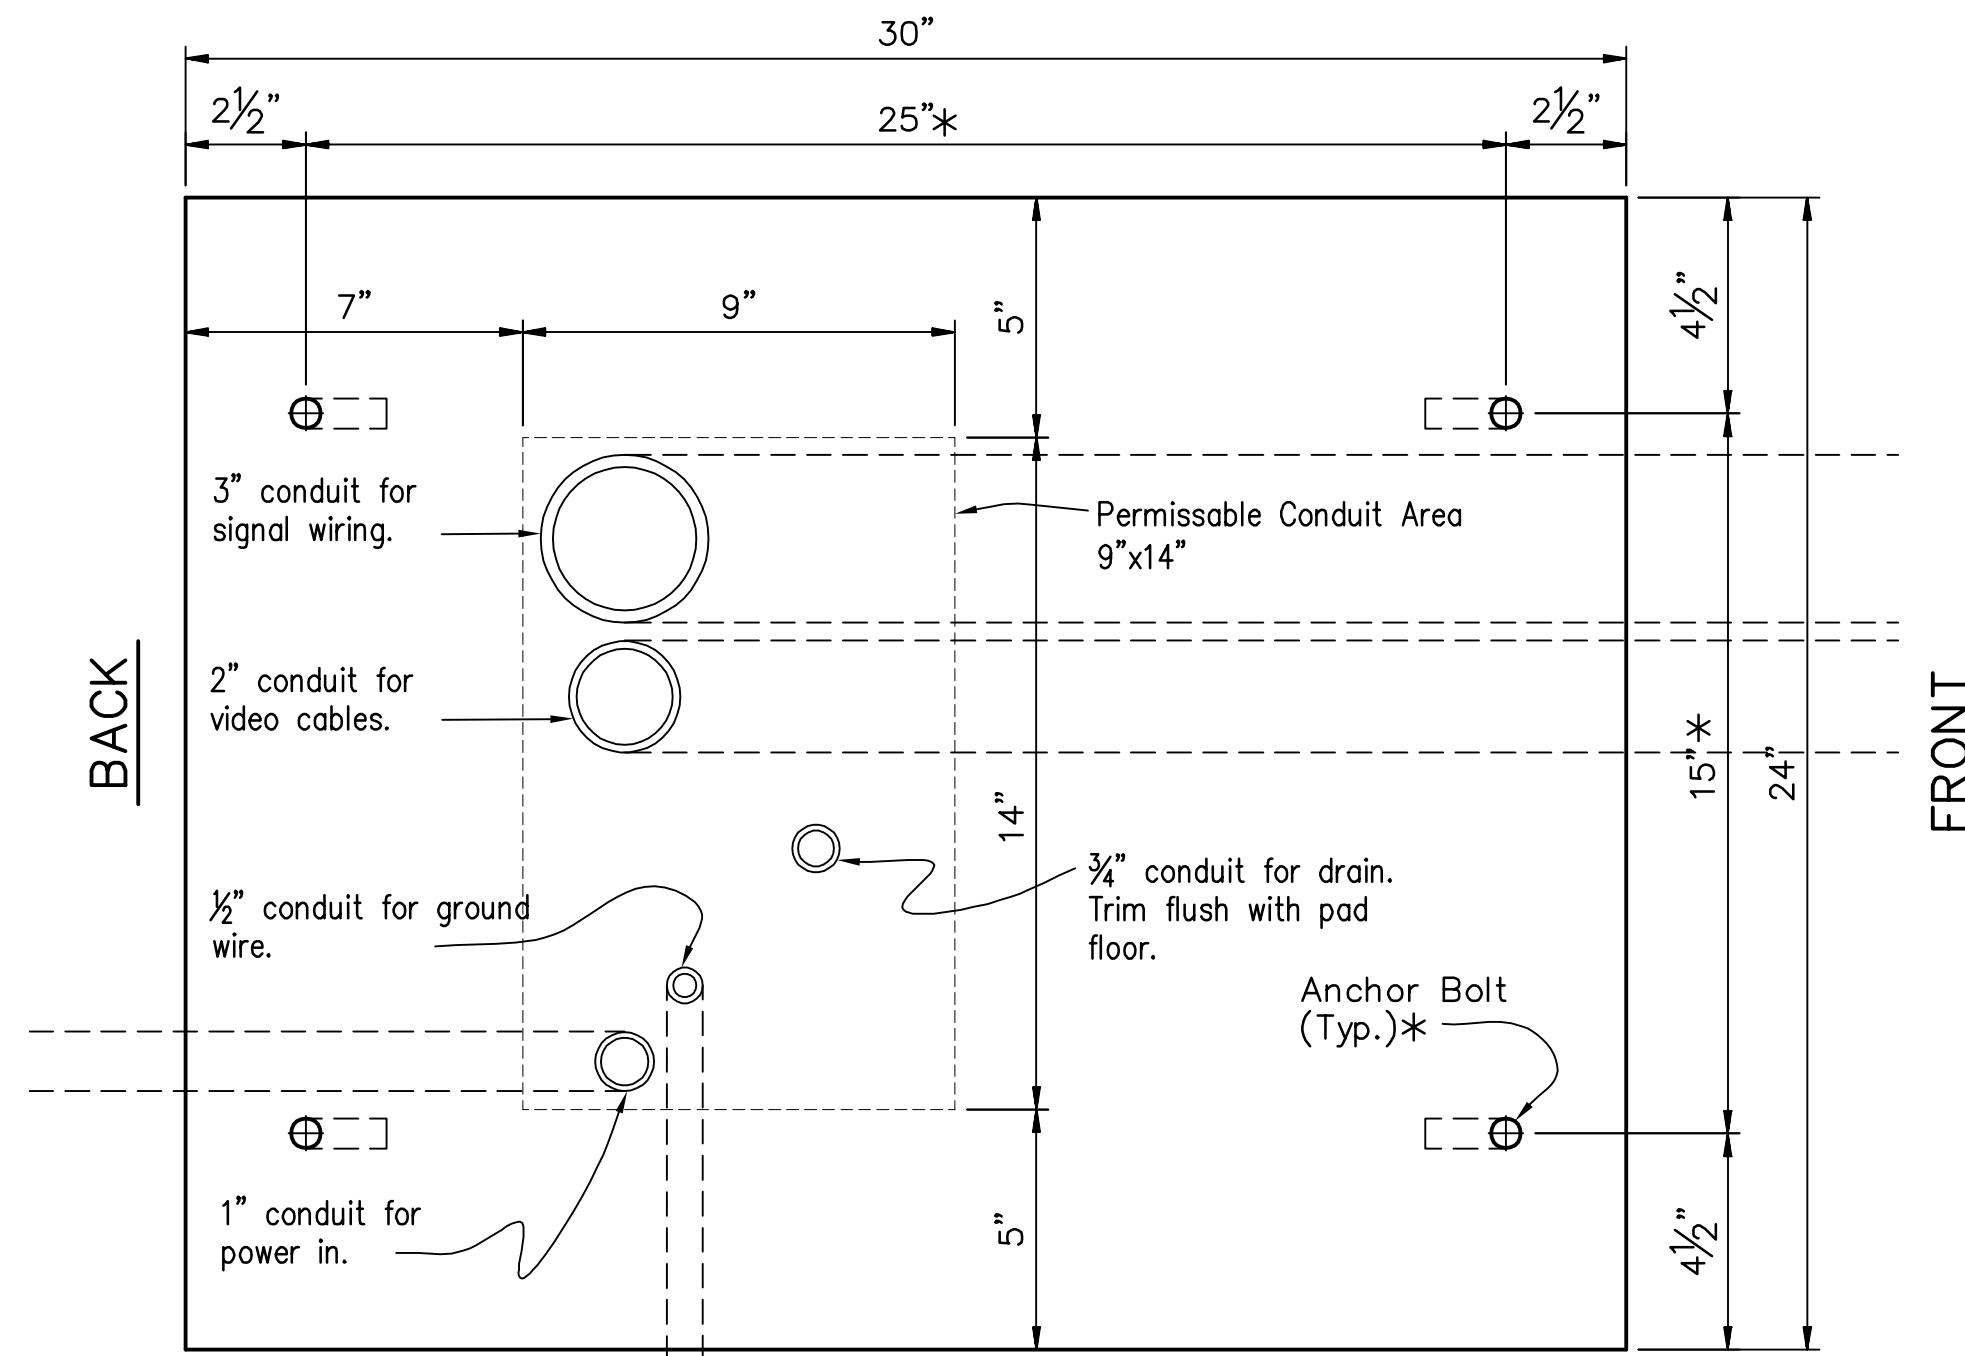 30”
2½”
25”*
2½”
7”
9”
5”
4½”
3” conduit for
signal wiring.
Permissable Conduit Area
9”x14”
BACK
2” conduit for
video cables.
14”
15”*
24”
FRONT
¾” conduit for drain.
Trim flush with pad
floor.
½” conduit for ground
wire.
Anchor Bolt
(Typ.)*
1” conduit for
power in.
5”
4½”